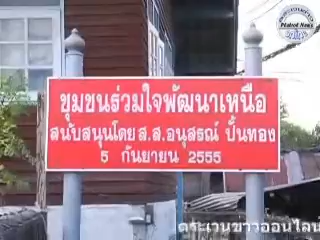 Phitsook News
ชุมชนร่วมใจพัฒนาเหนือ
สนับสนุนโดย ส.ส.อนุสรณ์ ปั้นทอง
5 กันยายน 2555
ตระเวนข่าวออนไลน์